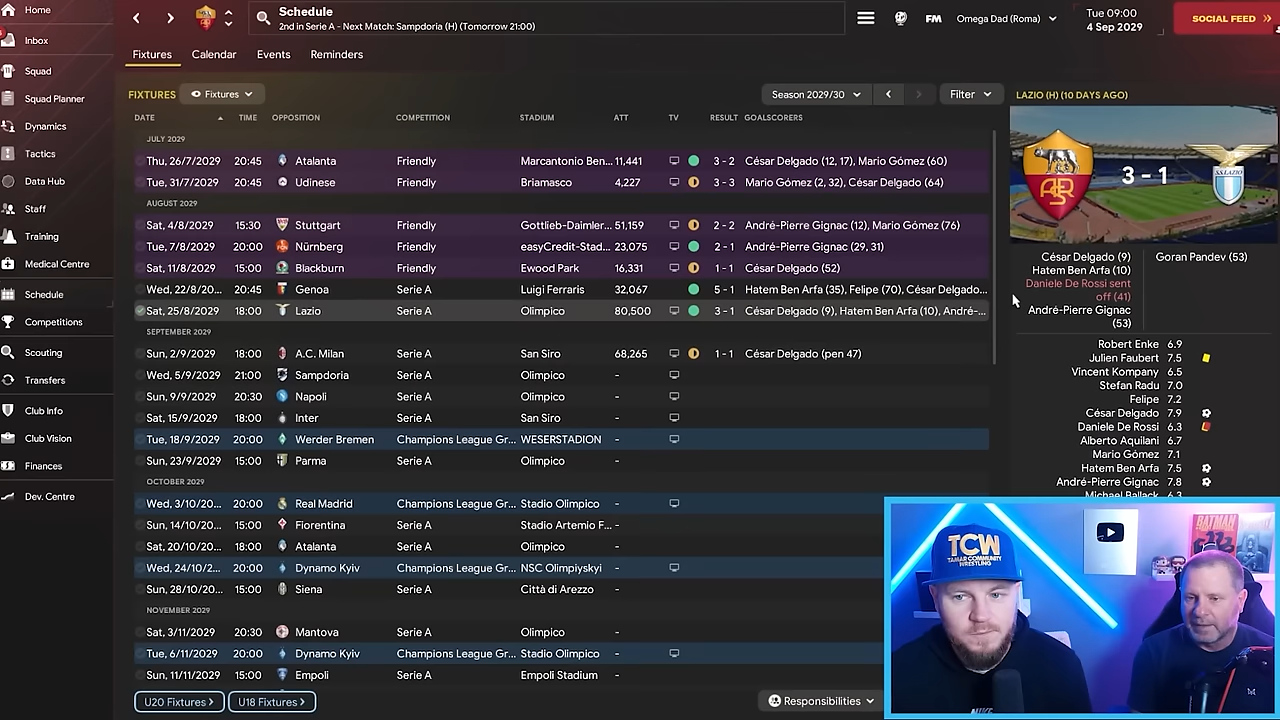 Home
Inbox
Squad
Squad Planner
Dynamics
Tactics
Data Hub
Staff
Training
Medical Centre
Schedule
Competitions
Scouting
Transfers
Club Info
Club Vision
Finances
Dev. Centre
Schedule
2nd in Serie A - Next Match: Sampdoria (H) (Tomorrow 21:00)
FM
Omega Dad (Roma)
Tue 09:00
4 Sep 2029
SOCIAL FEED
Fixtures Calendar Events Reminders
FIXTURES Fixtures Season 2029/30 Filter
DATE TIME OPPOSITION COMPETITION STADIUM ATT TV RESULT GOALSCORERS
JULY 2029
Thu, 26/7/2029 20:45 Atalanta Friendly Marcantonio Ben... 11,441 3 - 2 César Delgado (12, 17), Mario Gómez (60)
Tue, 31/7/2029 20:45 Udinese Friendly Briamasco 4,227 3 - 3 Mario Gómez (2, 32), César Delgado (64)
AUGUST 2029
Sat, 4/8/2029 15:30 Stuttgart Friendly Gottlieb-Daimler... 51,159 2 - 2 André-Pierre Gignac (12), Mario Gómez (76)
Tue, 7/8/2029 20:00 Nürnberg Friendly easyCredit-Stad... 23,075 2 - 1 André-Pierre Gignac (29, 31)
Sat, 11/8/2029 15:00 Blackburn Friendly Ewood Park 16,331 1 - 1 César Delgado (52)
Wed, 22/8/20... 20:45 Genoa Serie A Luigi Ferraris 32,067 5 - 1 Hatem Ben Arfa (35), Felipe (70), César Delgado...
Sat, 25/8/2029 18:00 Lazio Serie A Olimpico 80,500 3 - 1 César Delgado (9), Hatem Ben Arfa (10), André-...
SEPTEMBER 2029
Sun, 2/9/2029 18:00 A.C. Milan Serie A San Siro 68,265 1 - 1 César Delgado (pen 47)
Wed, 5/9/2029 21:00 Sampdoria Serie A Olimpico -
Sun, 9/9/2029 20:30 Napoli Serie A Olimpico -
Sat, 15/9/2029 18:00 Inter Serie A San Siro -
Tue, 18/9/2029 20:00 Werder Bremen Champions League Gr... WESERSTADION -
Sun, 23/9/2029 15:00 Parma Serie A Olimpico -
OCTOBER 2029
Wed, 3/10/20... 20:00 Real Madrid Champions League Gr... Stadio Olimpico -
Sun, 14/10/20... 15:00 Fiorentina Serie A Stadio Artemio F... -
Sat, 20/10/20... 18:00 Atalanta Serie A Olimpico -
Wed, 24/10/2... 20:00 Dynamo Kyiv Champions League Gr... NSC Olimpiyskyi -
Sun, 28/10/20... 15:00 Siena Serie A Città di Arezzo -
NOVEMBER 2029
Sat, 3/11/2029 20:30 Mantova Serie A Olimpico -
Tue, 6/11/2029 20:00 Dynamo Kyiv Champions League Gr... Stadio Olimpico -
Sun, 11/11/2029 15:00 Empoli Serie A Empoli Stadium -
U20 Fixtures U18 Fixtures Responsibilities
LAZIO (H) (10 DAYS AGO)
ASR
3 - 1
S.S. LAZIO
César Delgado (9) Goran Pandev (53)
Hatem Ben Arfa (10)
Daniele De Rossi sent
off (41)
André-Pierre Gignac
(53)
Robert Enke 6.9
Julien Faubert 7.5
Vincent Kompany 6.5
Stefan Radu 7.0
Felipe 7.2
César Delgado 7.9
Daniele De Rossi 6.3
Alberto Aquilani 6.7
Mario Gómez 7.1
Hatem Ben Arfa 7.5
André-Pierre Gignac 7.8
Michael Ballack 6.3
TCW
TAMAR COMMUNITY
WRESTLING
BATMAN
NIKE